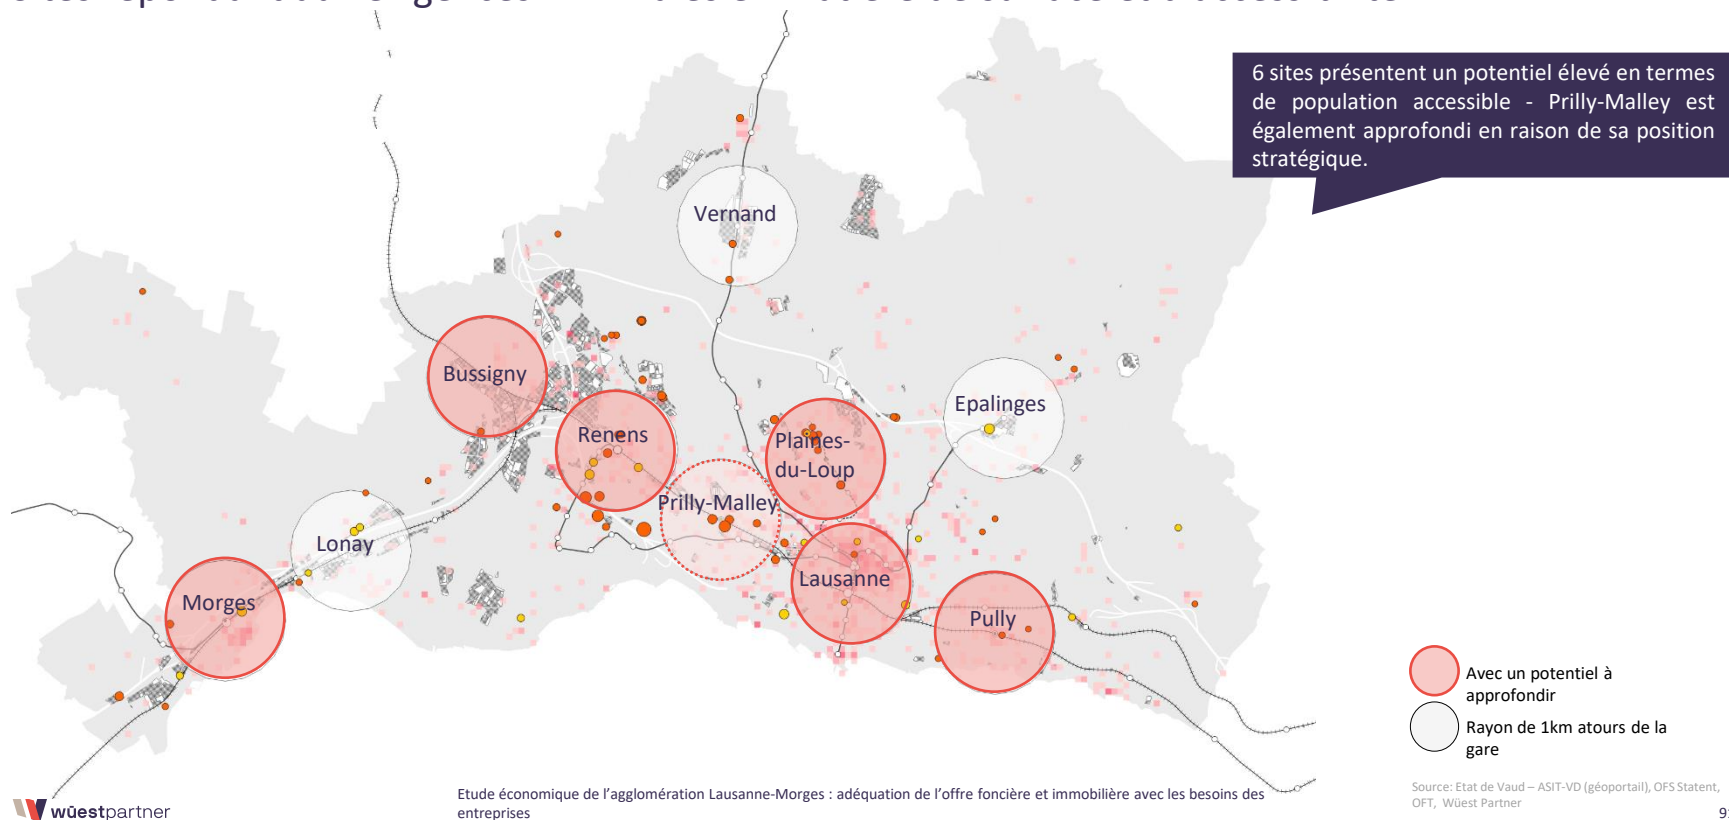 6 sites présentent un potentiel élevé en termes
de population accessible - Prilly-Malley est
également approfondi en raison de sa position
stratégique.
Vernand
Bussigny
Epalinges
Renens
Plaines-
du-Loup
Prilly-Malley
Lonay
Lausanne
Morges
Pully
Avec un potentiel à
approfondir
Rayon de 1km atours de la
gare
Source: Etat de Vaud – ASIT-VD (géoportail), OFS Statent,
OFT, Wüest Partner
wüestpartner
Etude économique de l'agglomération Lausanne-Morges : adéquation de l'offre foncière et immobilière avec les besoins des
entreprises